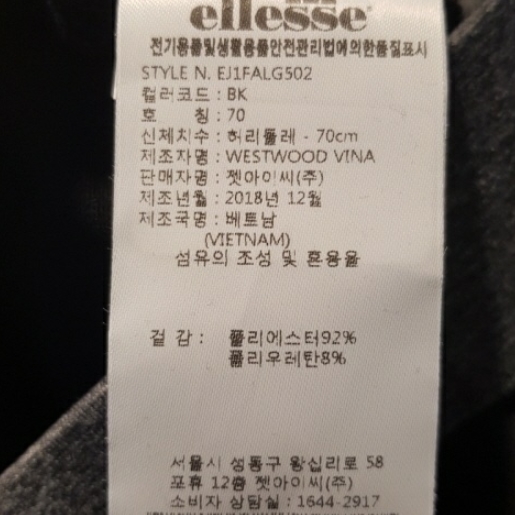 ellesse
전기용품및생활용품안전관리법에의한품질표시
STYLE N. EJ1FALG502
컬러코드 : BK
호 칭 : 70
신체치수 : 허리둘레 - 70cm
제조자명 : WESTWOOD VINA
판매자명 : 젯아이씨(주)
제조년월 : 2018년 12월
제조국명 : 베트남
(VIETNAM)
섬유의 조성 및 혼용율
겉 감 : 폴리에스터92%
폴리우레탄8%
서울시 성동구 왕십리로 58
포휴 12층 젯아이씨(주)
소비자 상담실 : 1644-2917